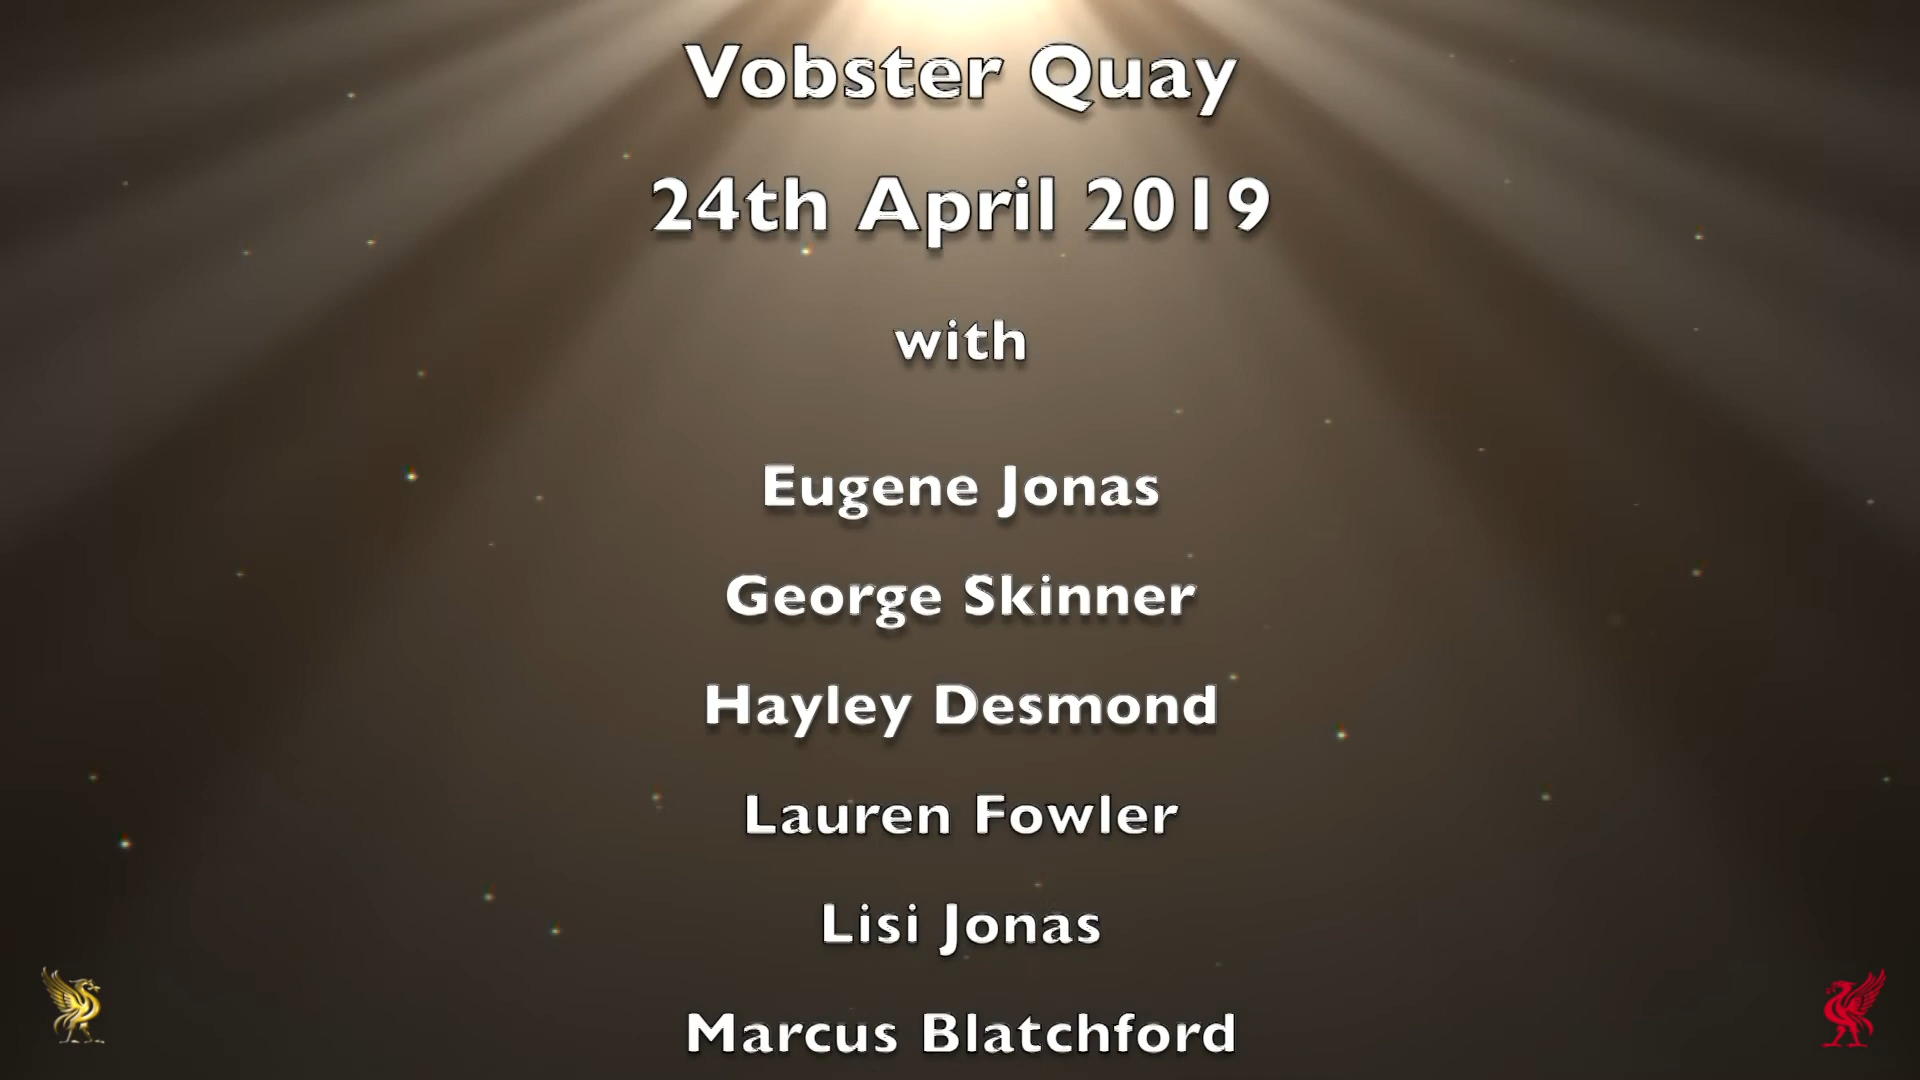 Vobster Quay
24th April 2019
with
Eugene Jonas
George Skinner
Hayley Desmond
Lauren Fowler
Lisi Jonas
Marcus Blatchford